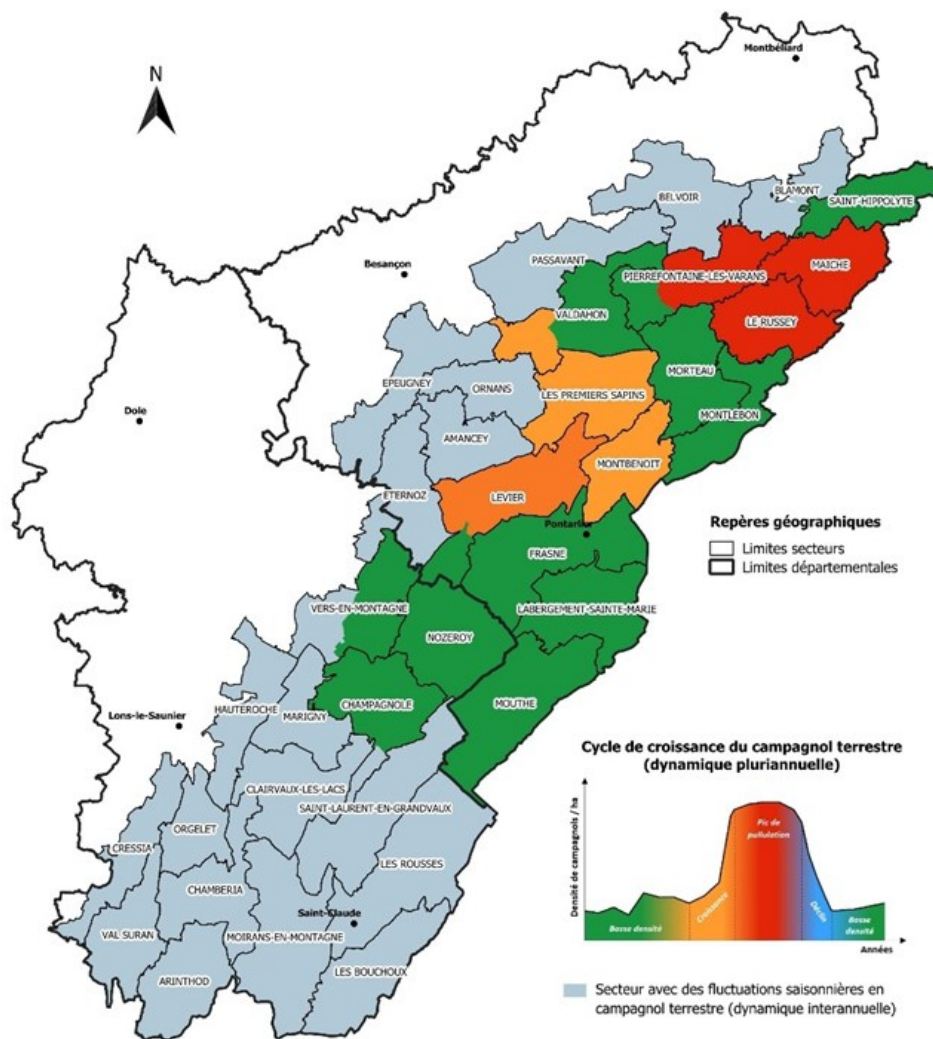 Montbéliard
N
BLAMONT
BELVOIR
SAINT-HIPPOLYTE
PASSAVANT
Besançon
MAICHE
PIERREFONTAINE-LES-VARANS
VALDAHON
LE RUSSEY
MORTEAU
EPEUGNEY
ORNANS
LES PREMIERS SAPINS
Dole
MONTLEBON
AMANCEY
MONTBENOIT
ETERNOZ
LEVIER
Pontarlier
FRASNE
Repères géographiques
Limites secteurs
Limites départementales
VERS-EN-MONTAGNE
LABERGEMENT-SAINTE-MARIE
NOZEROY
CHAMPAGNOLE
MOUTHE
HAUTEROCHE
MARIGNY
Lons-le-Saunier
CLAIRVAUX-LES-LACS
SAINT-LAURENT-EN-GRANDVAUX
ORGELET
CRESSIA
LES ROUSSES
CHAMBERIA
Saint-Claude
VAL SURAN
MOIRANS-EN-MONTAGNE
LES BOUCHOUX
ARINTHOD
Cycle de croissance du campagnol terrestre
(dynamique pluriannuelle)
Densité de campagnols / ha
Pic de
pullulation
Croissance
Déclin
Basse densité
Basse
densité
Années
Secteur avec des fluctuations saisonnières en
campagnol terrestre (dynamique interannuelle)